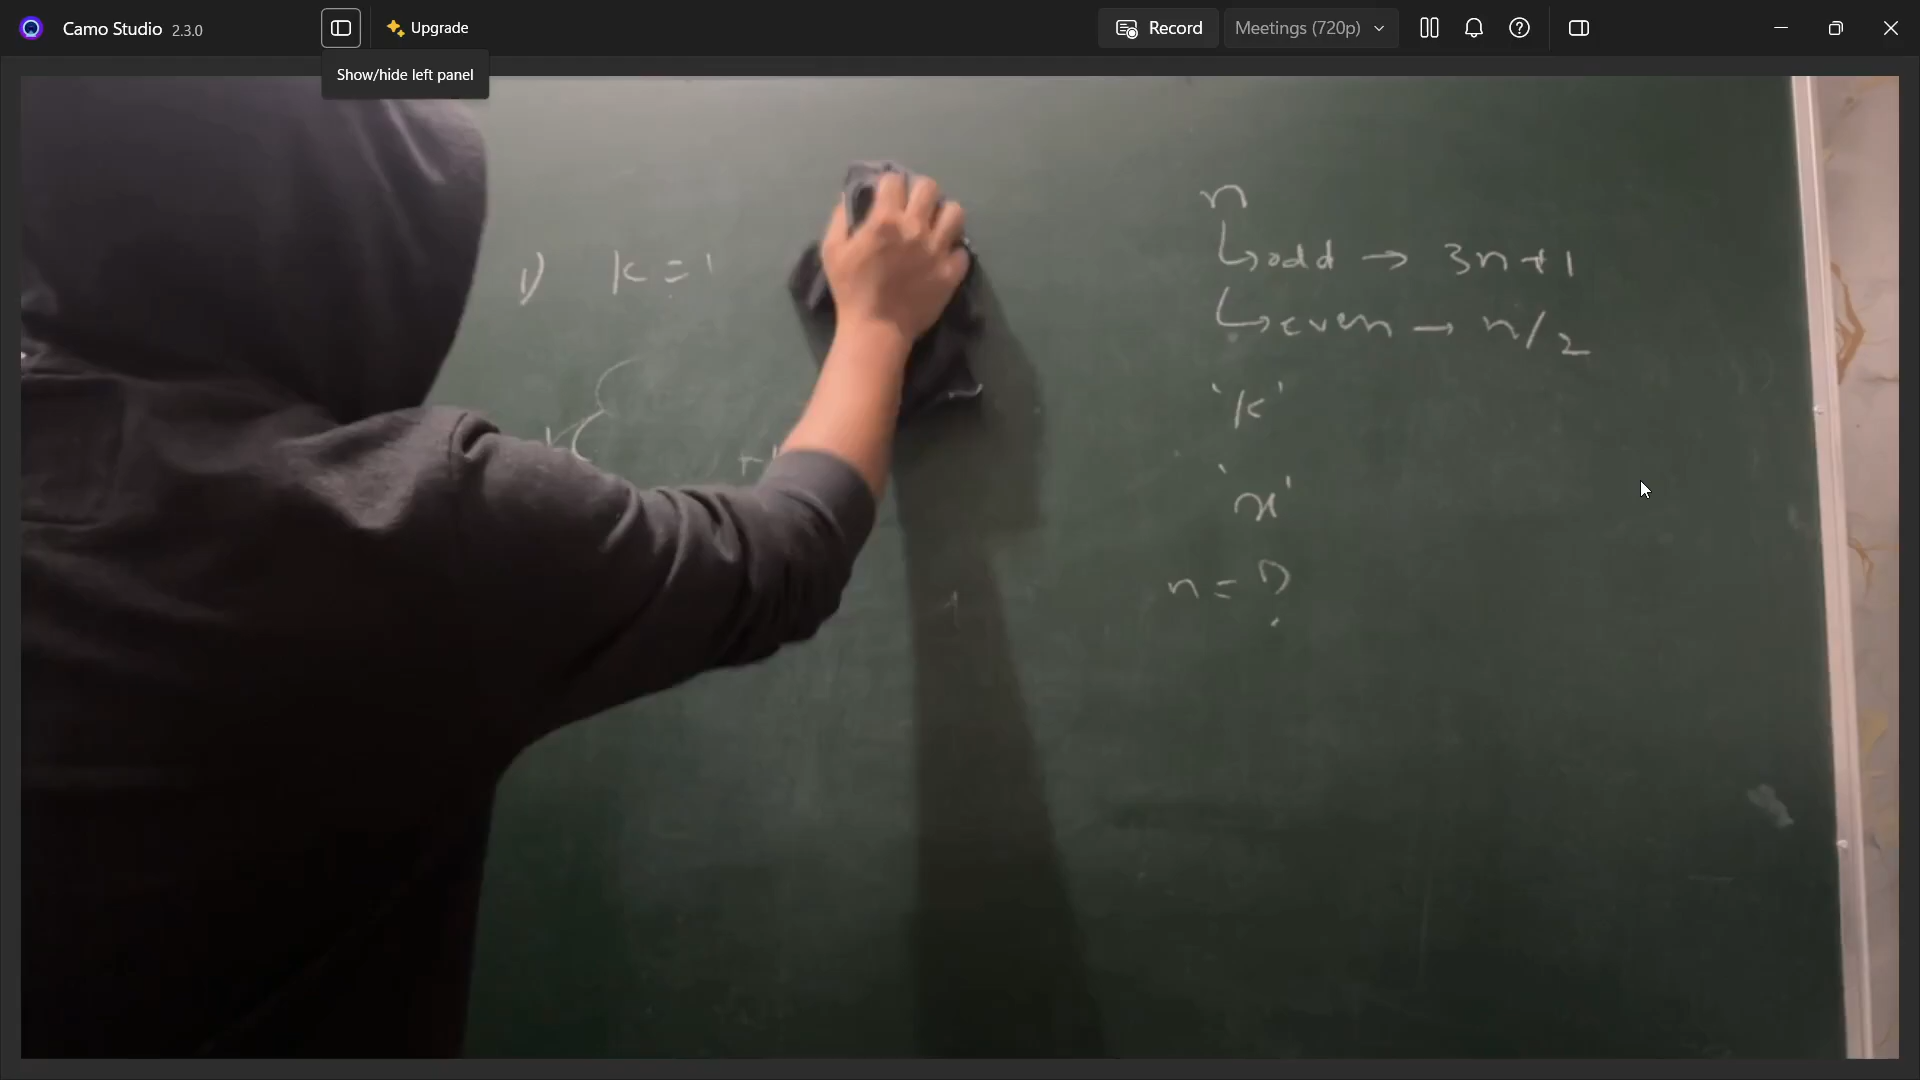 Camo Studio 2.3.0
Upgrade
Record
Meetings (720p)
Show/hide left panel
1) k = 1
n
↳ odd → 3n+1
↳ even → n/2
'k'
'x'
n = ?